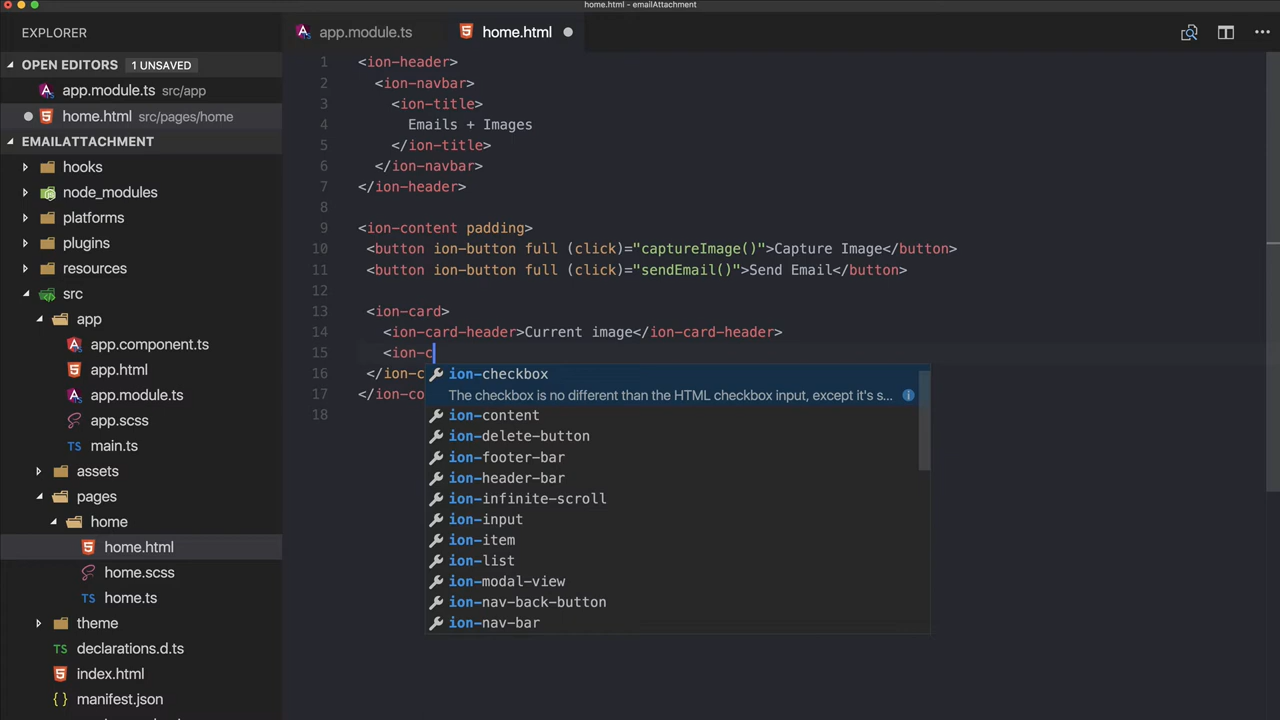 home.html - emailAttachment
EXPLORER
OPEN EDITORS 1 UNSAVED
app.module.ts src/app
home.html src/pages/home
EMAILATTACHMENT
hooks
node_modules
platforms
plugins
resources
src
app
app.component.ts
app.html
app.module.ts
app.scss
main.ts
assets
pages
home
home.html
home.scss
home.ts
theme
declarations.d.ts
index.html
manifest.json
app.module.ts
home.html
1 <ion-header>
2 <ion-navbar>
3 <ion-title>
4 Emails + Images
5 </ion-title>
6 </ion-navbar>
7 </ion-header>
8
9 <ion-content padding>
10 <button ion-button full (click)="captureImage()">Capture Image</button>
11 <button ion-button full (click)="sendEmail()">Send Email</button>
12
13 <ion-card>
14 <ion-card-header>Current image</ion-card-header>
15 <ion-c
16 </ion-c
17 </ion-co
18
ion-checkbox
The checkbox is no different than the HTML checkbox input, except it's s...
ion-content
ion-delete-button
ion-footer-bar
ion-header-bar
ion-infinite-scroll
ion-input
ion-item
ion-list
ion-modal-view
ion-nav-back-button
ion-nav-bar